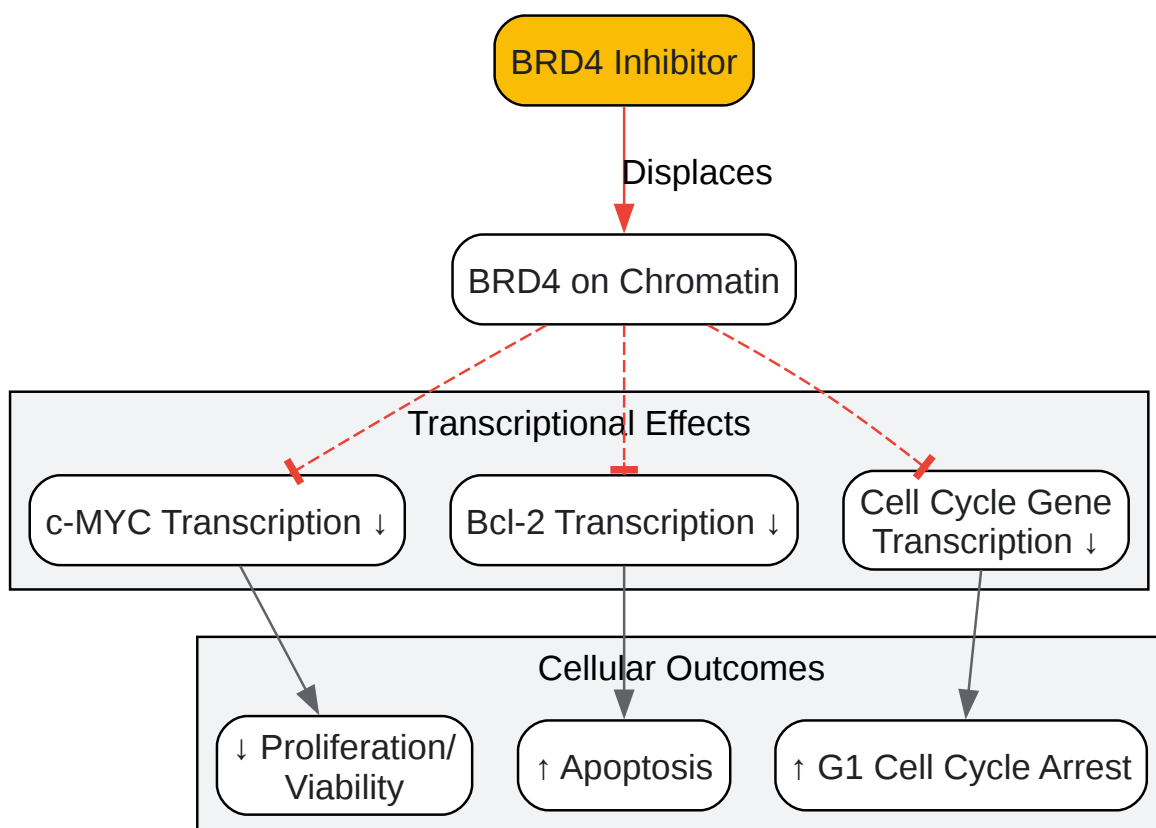 BRD4 Inhibitor
Displaces
BRD4 on Chromatin
Transcriptional Effects
c-MYC Transcription ↓
Bcl-2 Transcription ↓
Cell Cycle Gene
Transcription ↓
Cellular Outcomes
↓ Proliferation/
Viability
↑ Apoptosis
↑ G1 Cell Cycle Arrest